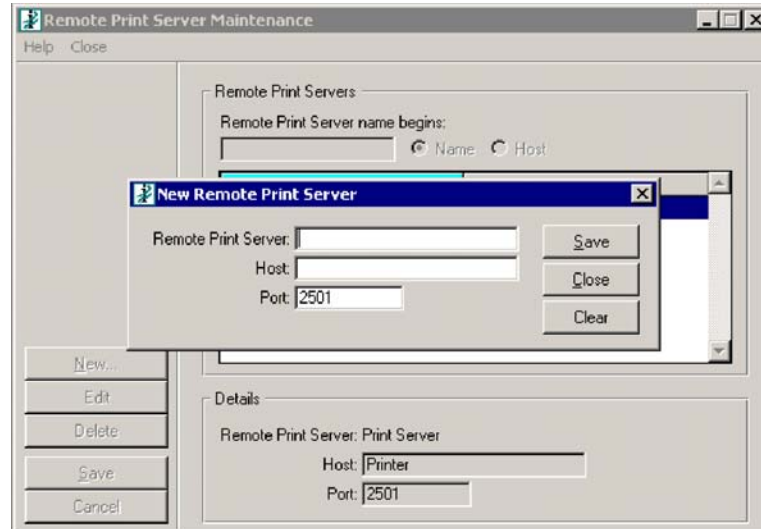 Remote Print Server Maintenance
Help Close
Remote Print Servers
Remote Print Server name begins:
Name Host
New Remote Print Server
Remote Print Server:
Save
Host:
Close
Port: 2501
Clear
New...
Edit
Delete
Save
Cancel
Details
Remote Print Server: Print Server
Host: Printer
Port: 2501